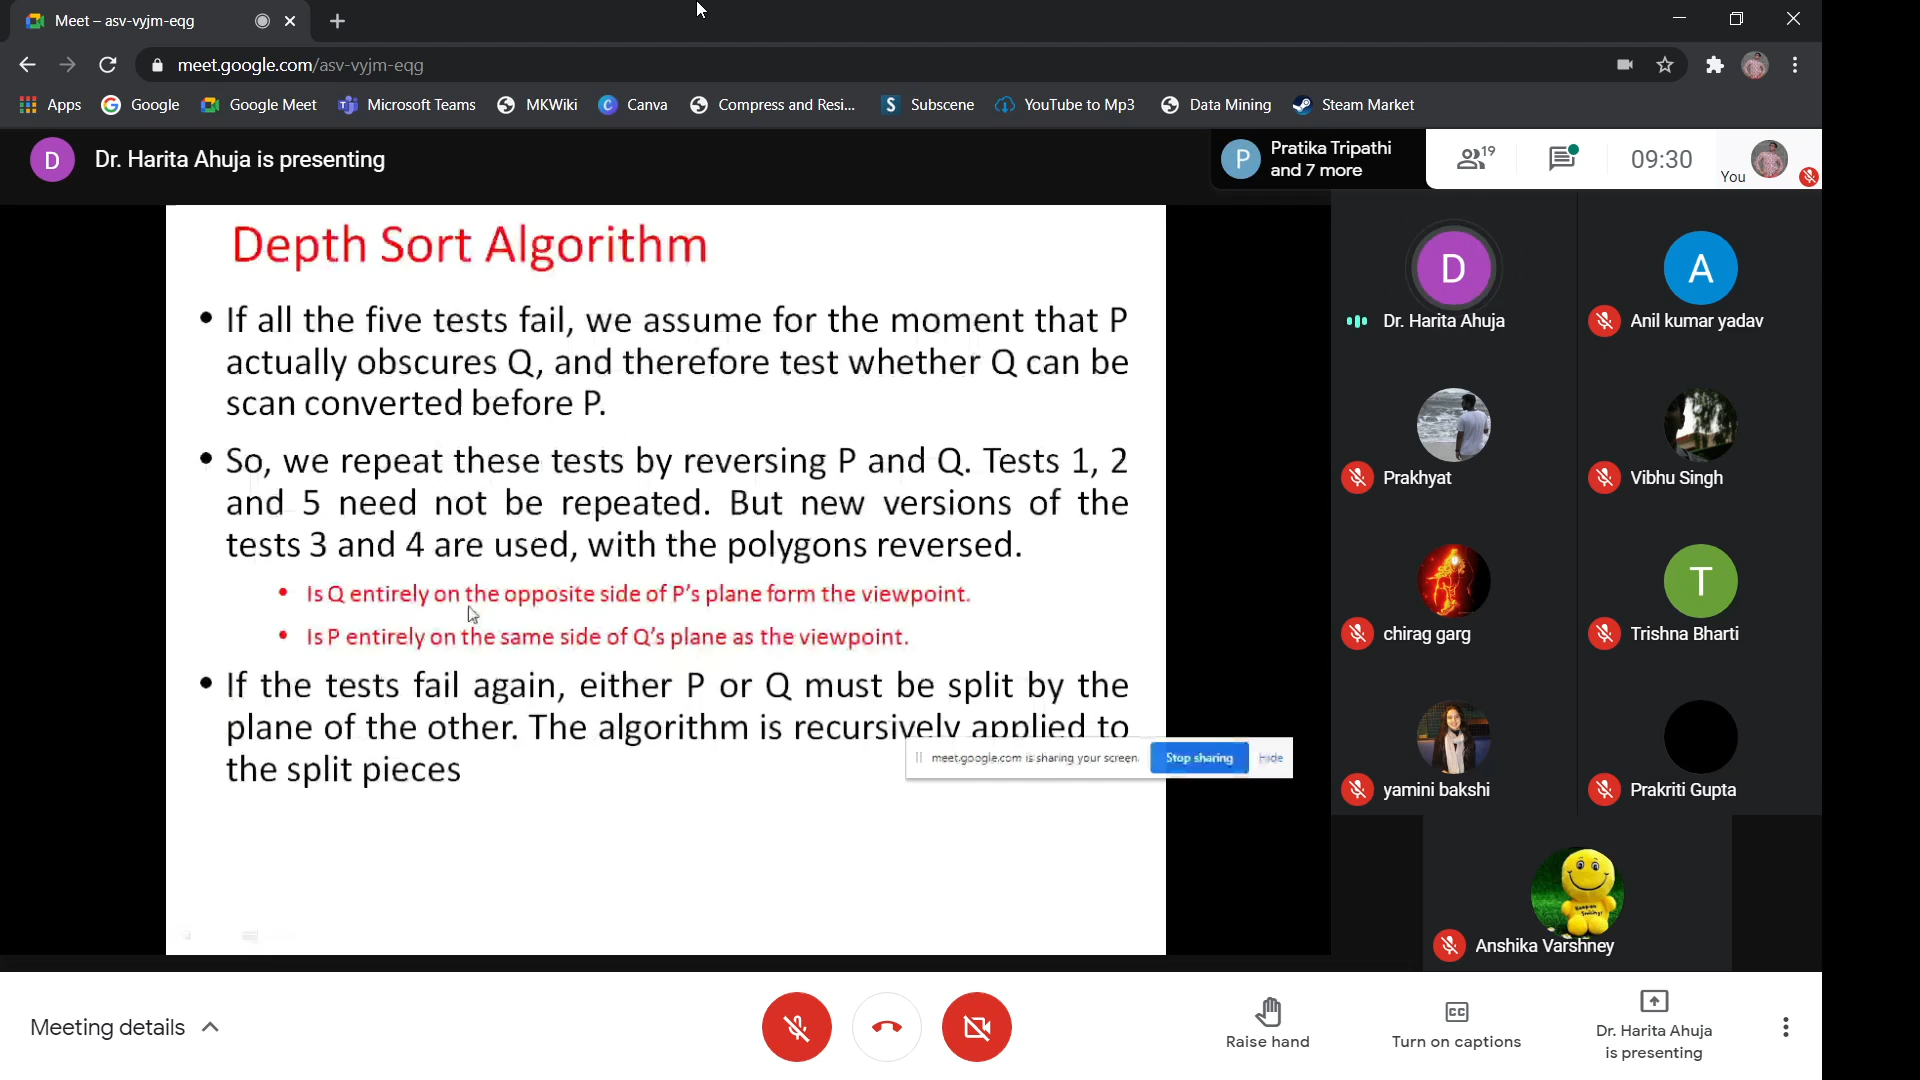 Meet – asv-vyjm-eqg
meet.google.com/asv-vyjm-eqg
Apps Google Google Meet Microsoft Teams MKWiki Canva Compress and Resi... Subscene YouTube to Mp3 Data Mining Steam Market
D Dr. Harita Ahuja is presenting
P Pratika Tripathi
and 7 more
19
09:30
You
Depth Sort Algorithm
• If all the five tests fail, we assume for the moment that P
actually obscures Q, and therefore test whether Q can be
scan converted before P.
• So, we repeat these tests by reversing P and Q. Tests 1, 2
and 5 need not be repeated. But new versions of the
tests 3 and 4 are used, with the polygons reversed.
• Is Q entirely on the opposite side of P’s plane form the viewpoint.
• Is P entirely on the same side of Q’s plane as the viewpoint.
• If the tests fail again, either P or Q must be split by the
plane of the other. The algorithm is recursively applied to
the split pieces
meet.google.com is sharing your screen. Stop sharing Hide
D A
Dr. Harita Ahuja Anil kumar yadav
Prakhyat Vibhu Singh
T
chirag garg Trishna Bharti
yamini bakshi Prakriti Gupta
Keep on
Smiling!
Anshika Varshney
Meeting details
Raise hand
CC
Turn on captions
Dr. Harita Ahuja
is presenting